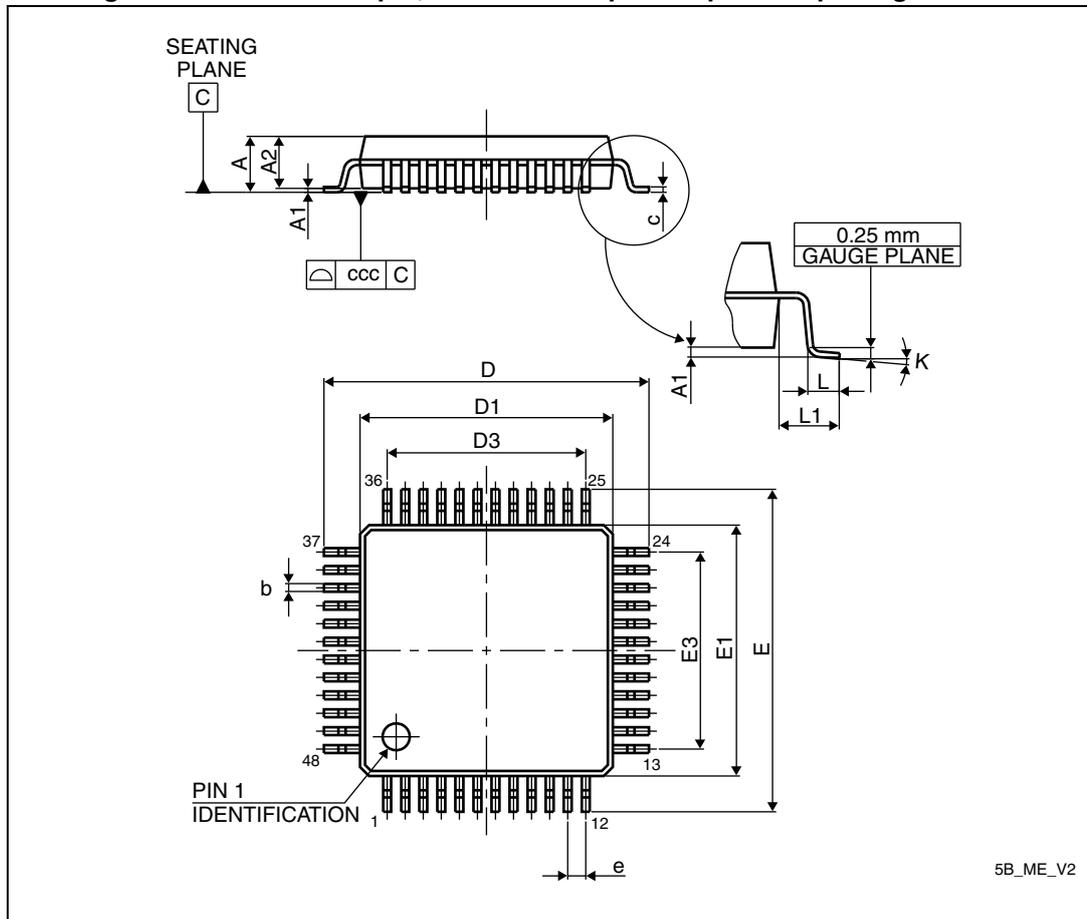 SEATING
PLANE
C
A
A2
A1
c
ccc C
0.25 mm
GAUGE PLANE
A1
K
L
L1
D
D1
D3
36
25
37
24
b
E3
E1
E
48
13
PIN 1
IDENTIFICATION
1
12
e
5B_ME_V2